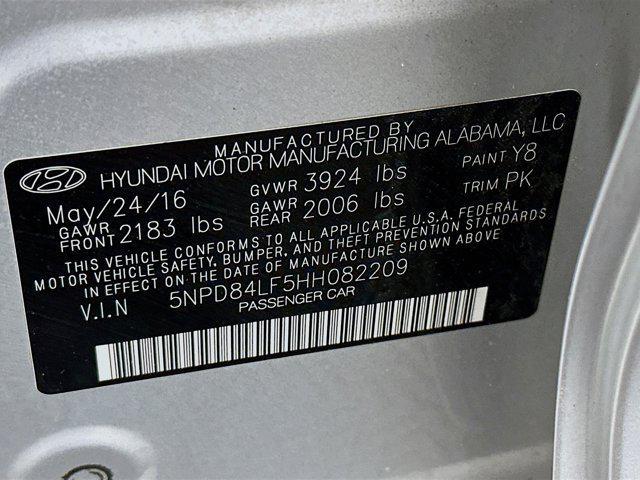 MANUFACTURED BY
HYUNDAI MOTOR MANUFACTURING ALABAMA, LLC
May/24/16 GVWR 3924 lbs PAINT Y8
GAWR FRONT 2183 lbs GAWR REAR 2006 lbs TRIM PK
THIS VEHICLE CONFORMS TO ALL APPLICABLE U.S.A. FEDERAL
MOTOR VEHICLE SAFETY, BUMPER, AND THEFT PREVENTION STANDARDS
IN EFFECT ON THE DATE OF MANUFACTURE SHOWN ABOVE
V.I.N 5NPD84LF5HH082209
PASSENGER CAR